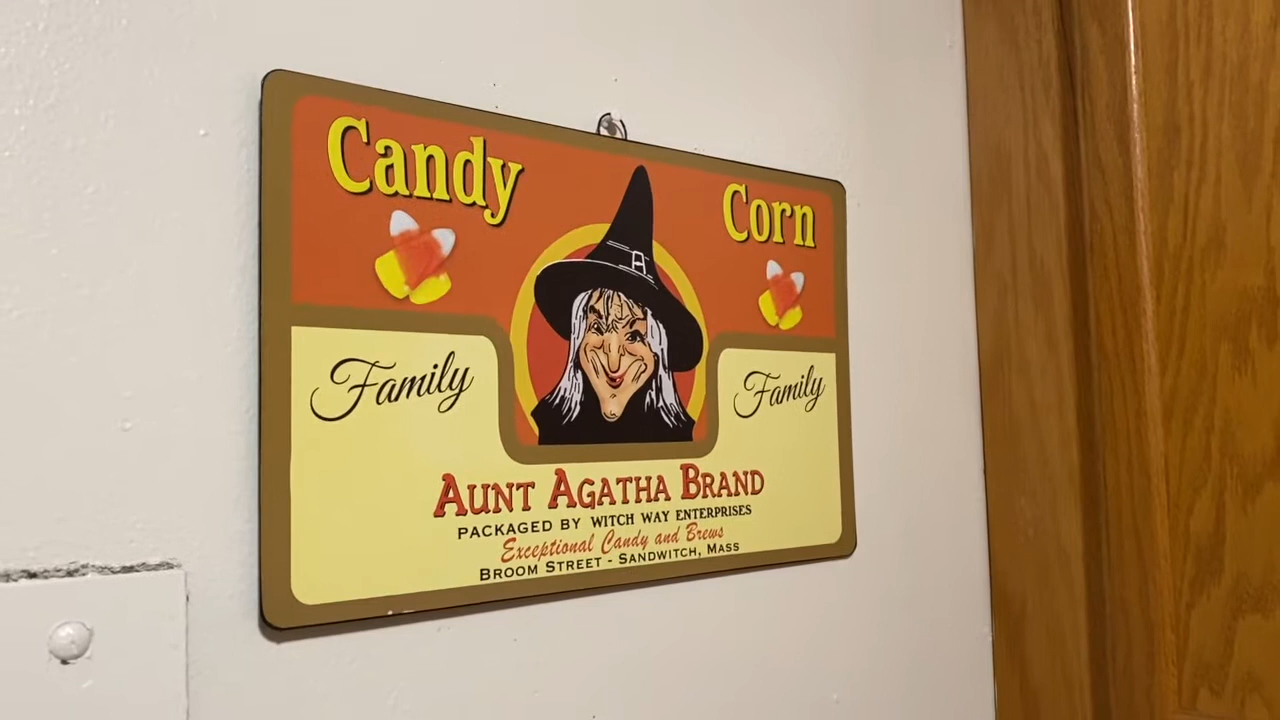 Candy Corn
Family Family
AUNT AGATHA BRAND
PACKAGED BY WITCH WAY ENTERPRISES
Exceptional Candy and Brews
BROOM STREET - SANDWITCH, MASS